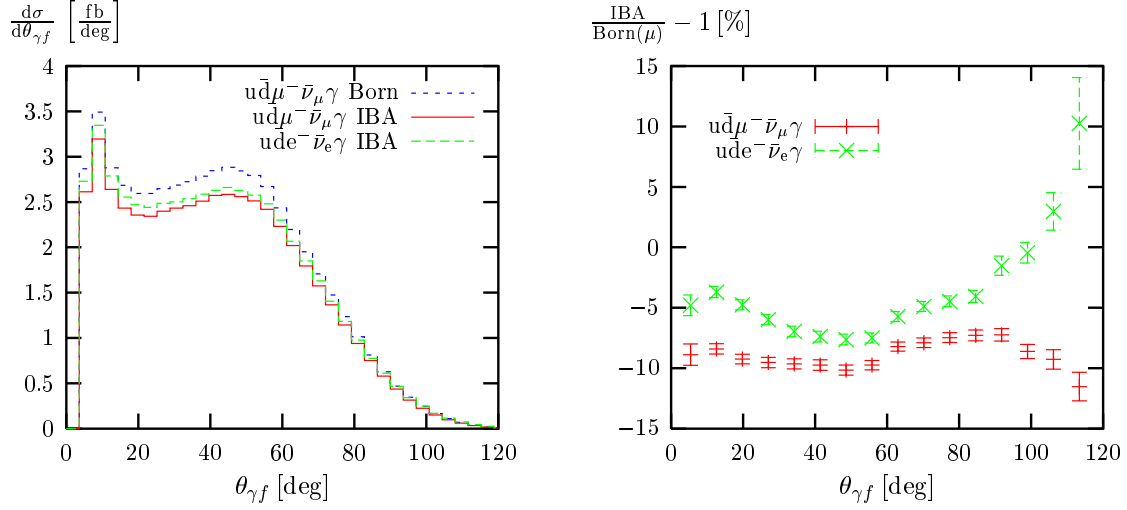 dσ/dθγf [fb/deg]
4
3.5
3
2.5
2
1.5
1
0.5
0
0 20 40 60 80 100 120
θγf [deg]
ud̄μ⁻ν̄μγ Born
ud̄μ⁻ν̄μγ IBA
ud̄e⁻ν̄eγ IBA
IBA/Born(μ) − 1 [%]
15
10
5
0
−5
−10
−15
0 20 40 60 80 100 120
θγf [deg]
ud̄μ⁻ν̄μγ
ud̄e⁻ν̄eγ